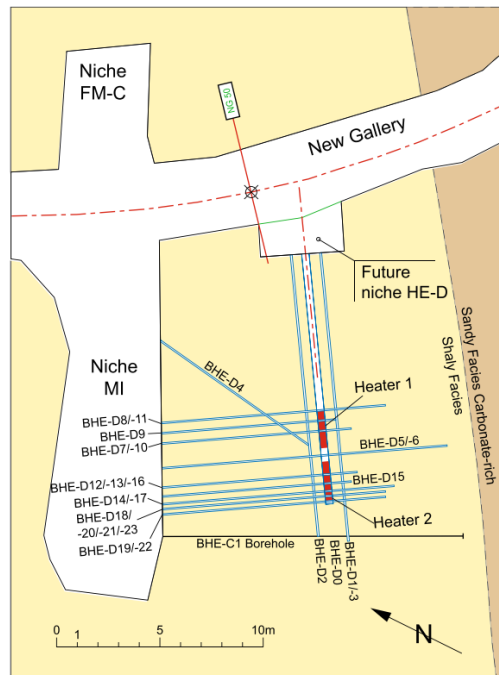 Niche
FM-C
NG 50
New Gallery
Future
niche HE-D
Sandy Facies Carbonate-rich
Shaly Facies
Niche
MI
BHE-D4
Heater 1
BHE-D8/-11
BHE-D9
BHE-D7/-10
BHE-D5/-6
BHE-D12/-13/-16
BHE-D15
BHE-D14/-17
BHE-D18/
-20/-21/-23
BHE-D19/-22
Heater 2
BHE-C1 Borehole
BHE-D2
BHE-D0
BHE-D1/-3
0 1 5 10m
N